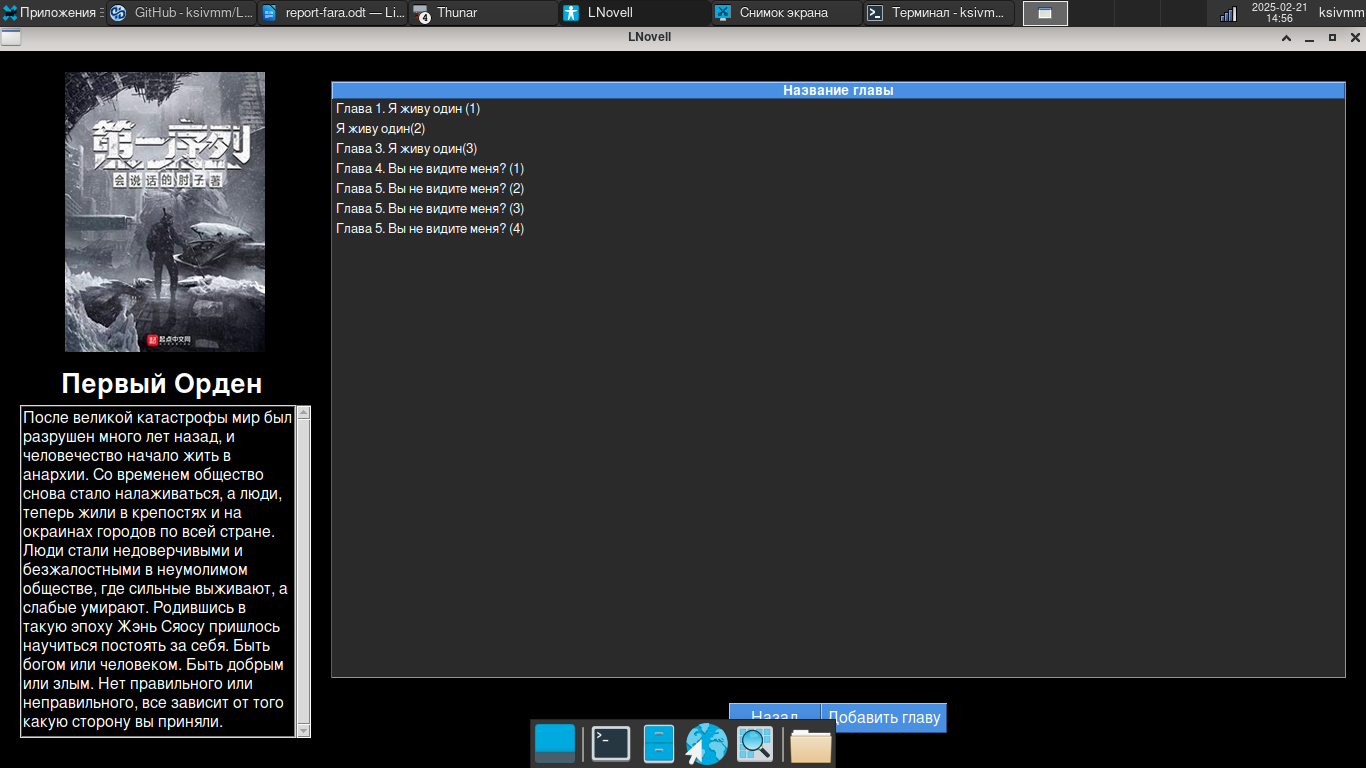 Приложения
GitHub - ksivmm/L...
report-fara.odt — Li...
4
Thunar
LNovell
Снимок экрана
Терминал - ksivm...
2025-02-21
14:56
ksivmm
LNovell
第一序列
会说话的肘子 著
起点中文网
Первый Орден
После великой катастрофы мир был
разрушен много лет назад, и
человечество начало жить в
анархии. Со временем общество
снова стало налаживаться, а люди,
теперь жили в крепостях и на
окраинах городов по всей стране.
Люди стали недоверчивыми и
безжалостными в неумолимом
обществе, где сильные выживают, а
слабые умирают. Родившись в
такую эпоху Жэнь Сяосу пришлось
научиться постоять за себя. Быть
богом или человеком. Быть добрым
или злым. Нет правильного или
неправильного, все зависит от того
какую сторону вы приняли.
Название главы
Глава 1. Я живу один (1)
Я живу один(2)
Глава 3. Я живу один(3)
Глава 4. Вы не видите меня? (1)
Глава 5. Вы не видите меня? (2)
Глава 5. Вы не видите меня? (3)
Глава 5. Вы не видите меня? (4)
Назад
Добавить главу